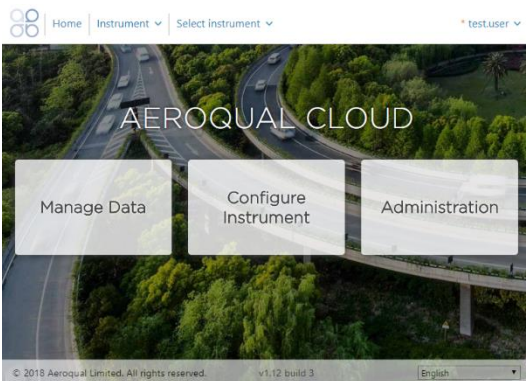 Home Instrument Select instrument * test.user
AEROQUAL CLOUD
Manage Data
Configure
Instrument
Administration
© 2018 Aeroqual Limited. All rights reserved. v1.12 build 3 English